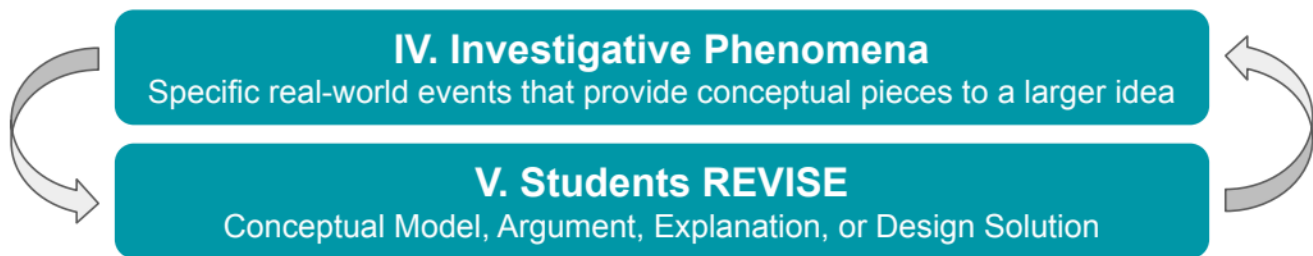 IV. Investigative Phenomena
Specific real-world events that provide conceptual pieces to a larger idea
V. Students REVISE
Conceptual Model, Argument, Explanation, or Design Solution